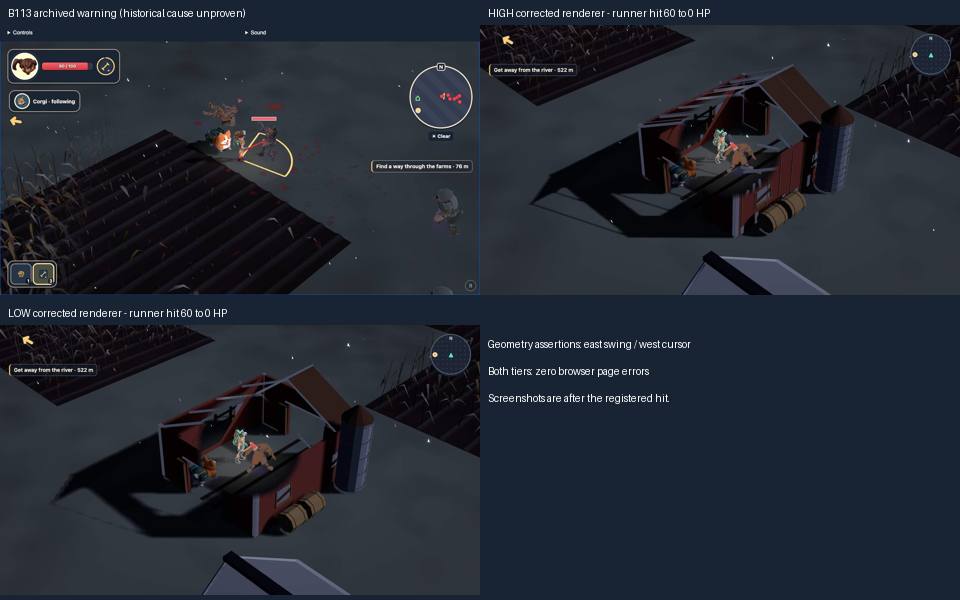 B113 archived warning (historical cause unproven)
▸ Controls
▸ Sound
Corgi - following
N
× Clear
Find a way through the farms - 76 m
HIGH corrected renderer - runner hit 60 to 0 HP
N
Get away from the river - 522 m
LOW corrected renderer - runner hit 60 to 0 HP
N
Get away from the river - 522 m
Geometry assertions: east swing / west cursor
Both tiers: zero browser page errors
Screenshots are after the registered hit.